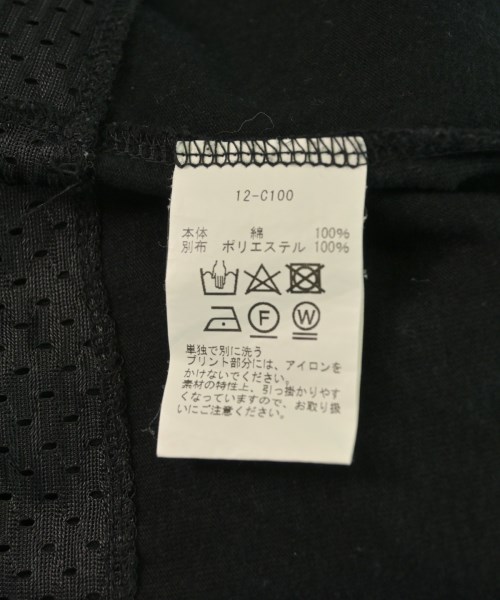 12-C100
本体 綿 100%
別布 ポリエステル 100%
F W
単独で別に洗う
プリント部分には、アイロンを
かけないでください。
素材の特性上、引っ掛かりやす
くなっていますので、お取り扱
いにご注意ください。